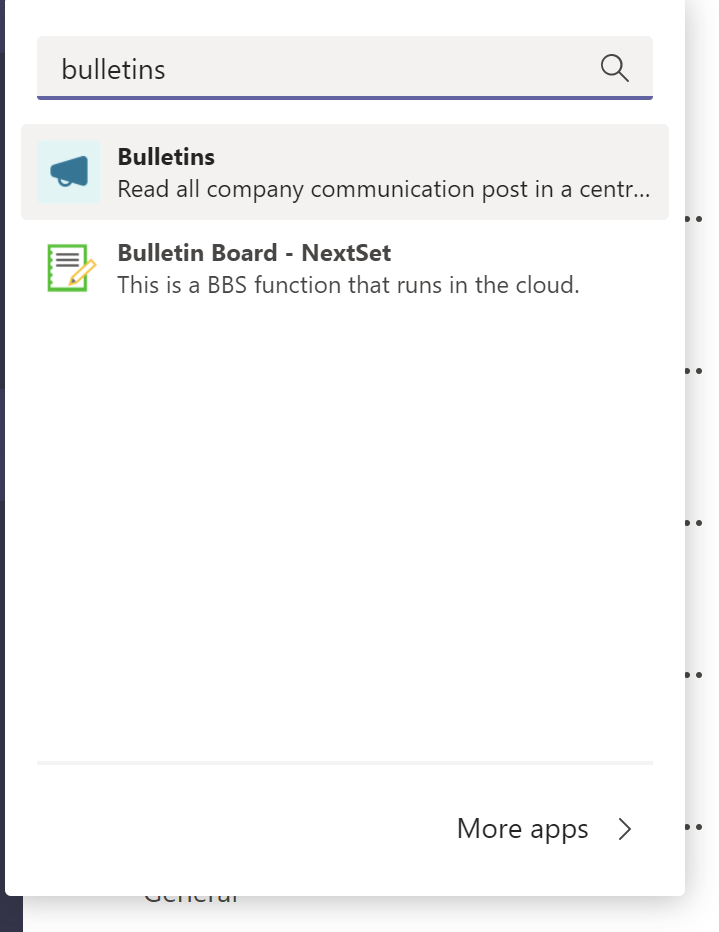 bulletins
Bulletins
Read all company communication post in a centr...
Bulletin Board - NextSet
This is a BBS function that runs in the cloud.
More apps
General